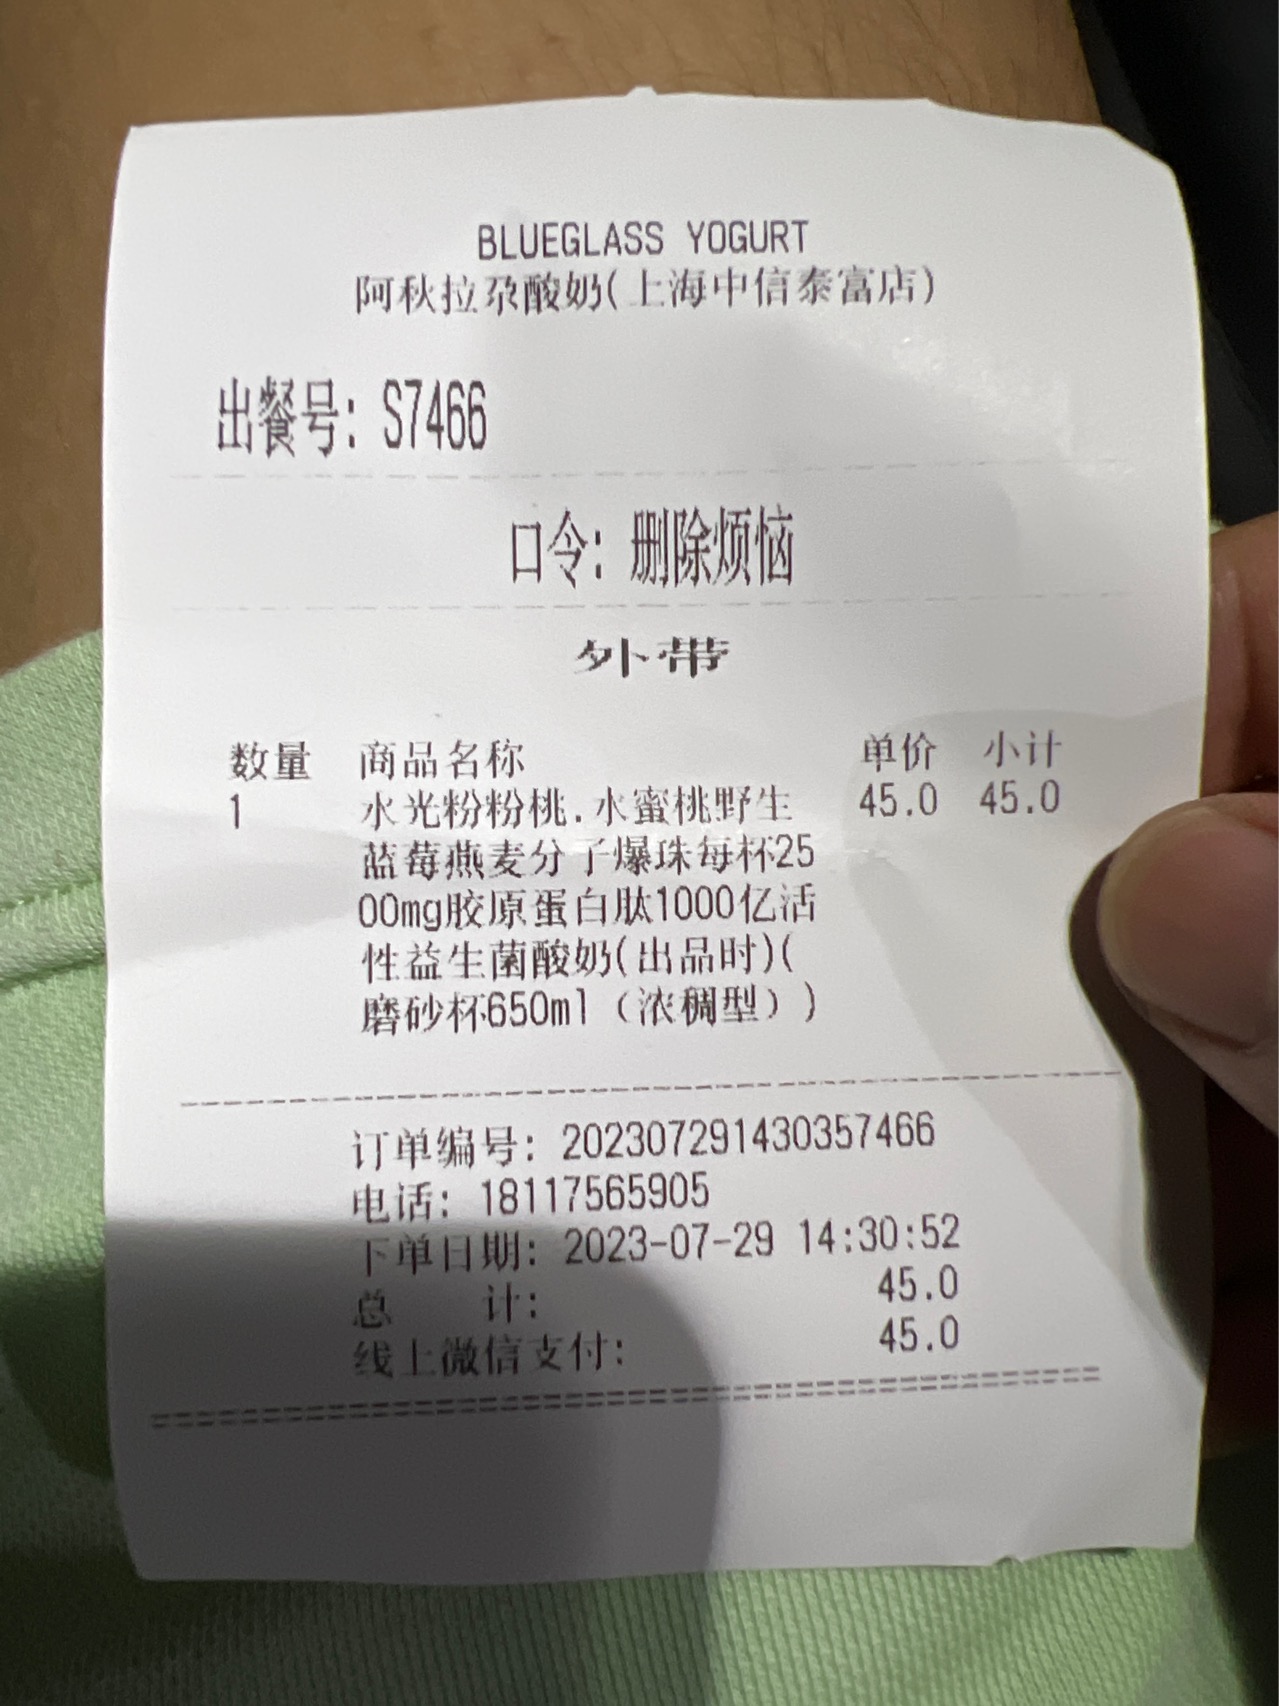 BLUEGLASS YOGURT
阿秋拉尕酸奶(上海中信泰富店)
出餐号: S7466
口令: 删除烦恼
外带
数量 商品名称 单价 小计
1 水光粉粉桃.水蜜桃野生 45.0 45.0
蓝莓燕麦分子爆珠每杯25
00mg胶原蛋白肽1000亿活
性益生菌酸奶(出品时)(
磨砂杯650ml（浓稠型）)
订单编号: 202307291430357466
电话: 18117565905
下单日期: 2023-07-29 14:30:52
总 计: 45.0
线上微信支付: 45.0